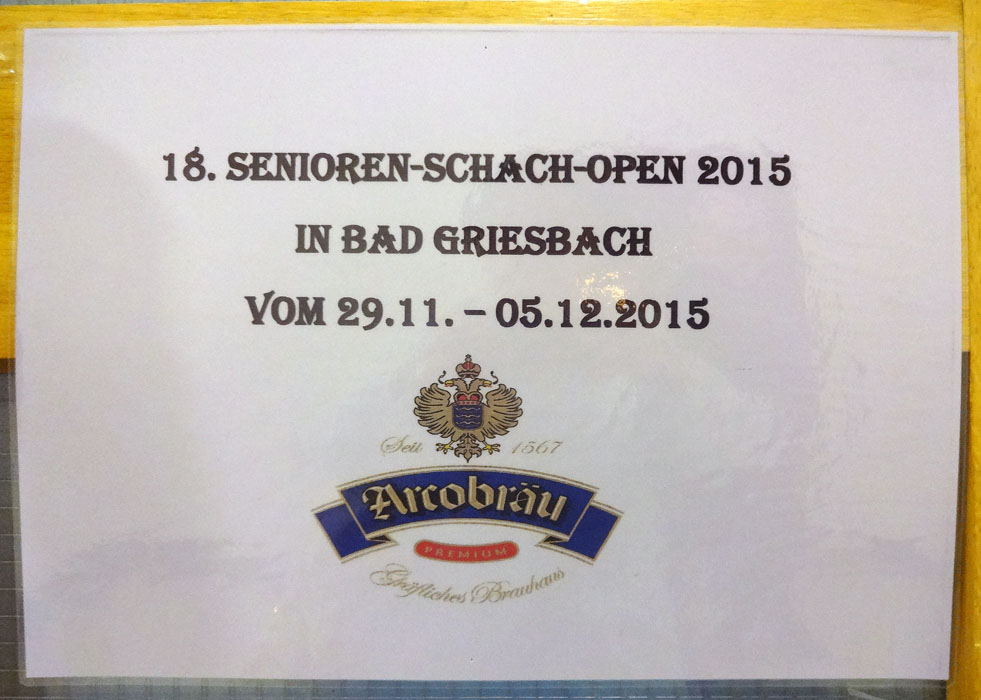 18. SENIOREN-SCHACH-OPEN 2015
IN BAD GRIESBACH
VOM 29.11. – 05.12.2015
Seit 1567
Arcobräu
PREMIUM
Gräfliches Brauhaus